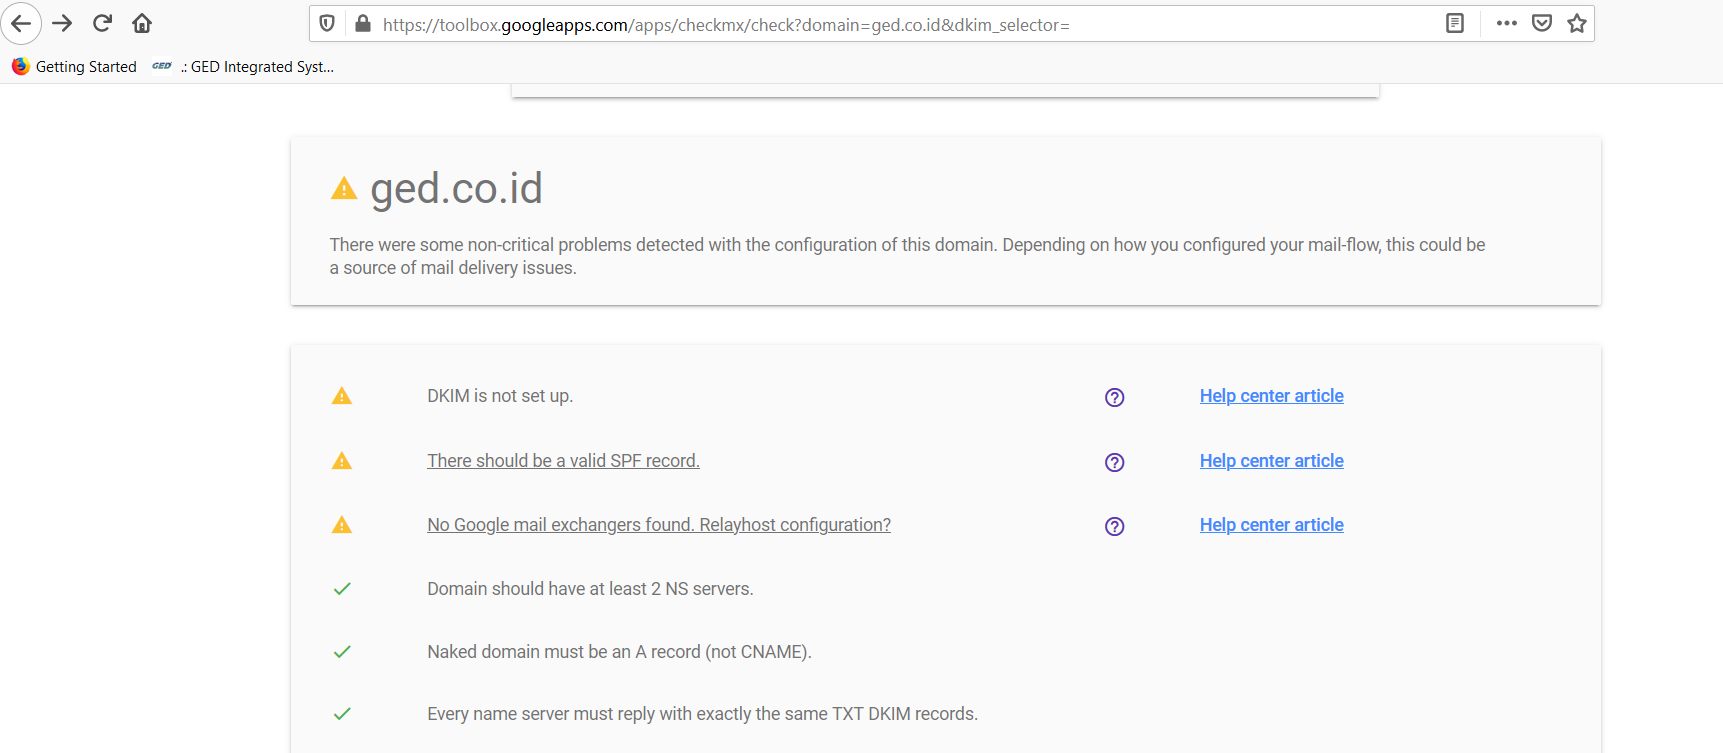 https://toolbox.googleapps.com/apps/checkmx/check?domain=ged.co.id&dkim_selector=
Getting Started GED .: GED Integrated Syst...
ged.co.id
There were some non-critical problems detected with the configuration of this domain. Depending on how you configured your mail-flow, this could be
a source of mail delivery issues.
DKIM is not set up. Help center article
There should be a valid SPF record. Help center article
No Google mail exchangers found. Relayhost configuration? Help center article
Domain should have at least 2 NS servers.
Naked domain must be an A record (not CNAME).
Every name server must reply with exactly the same TXT DKIM records.